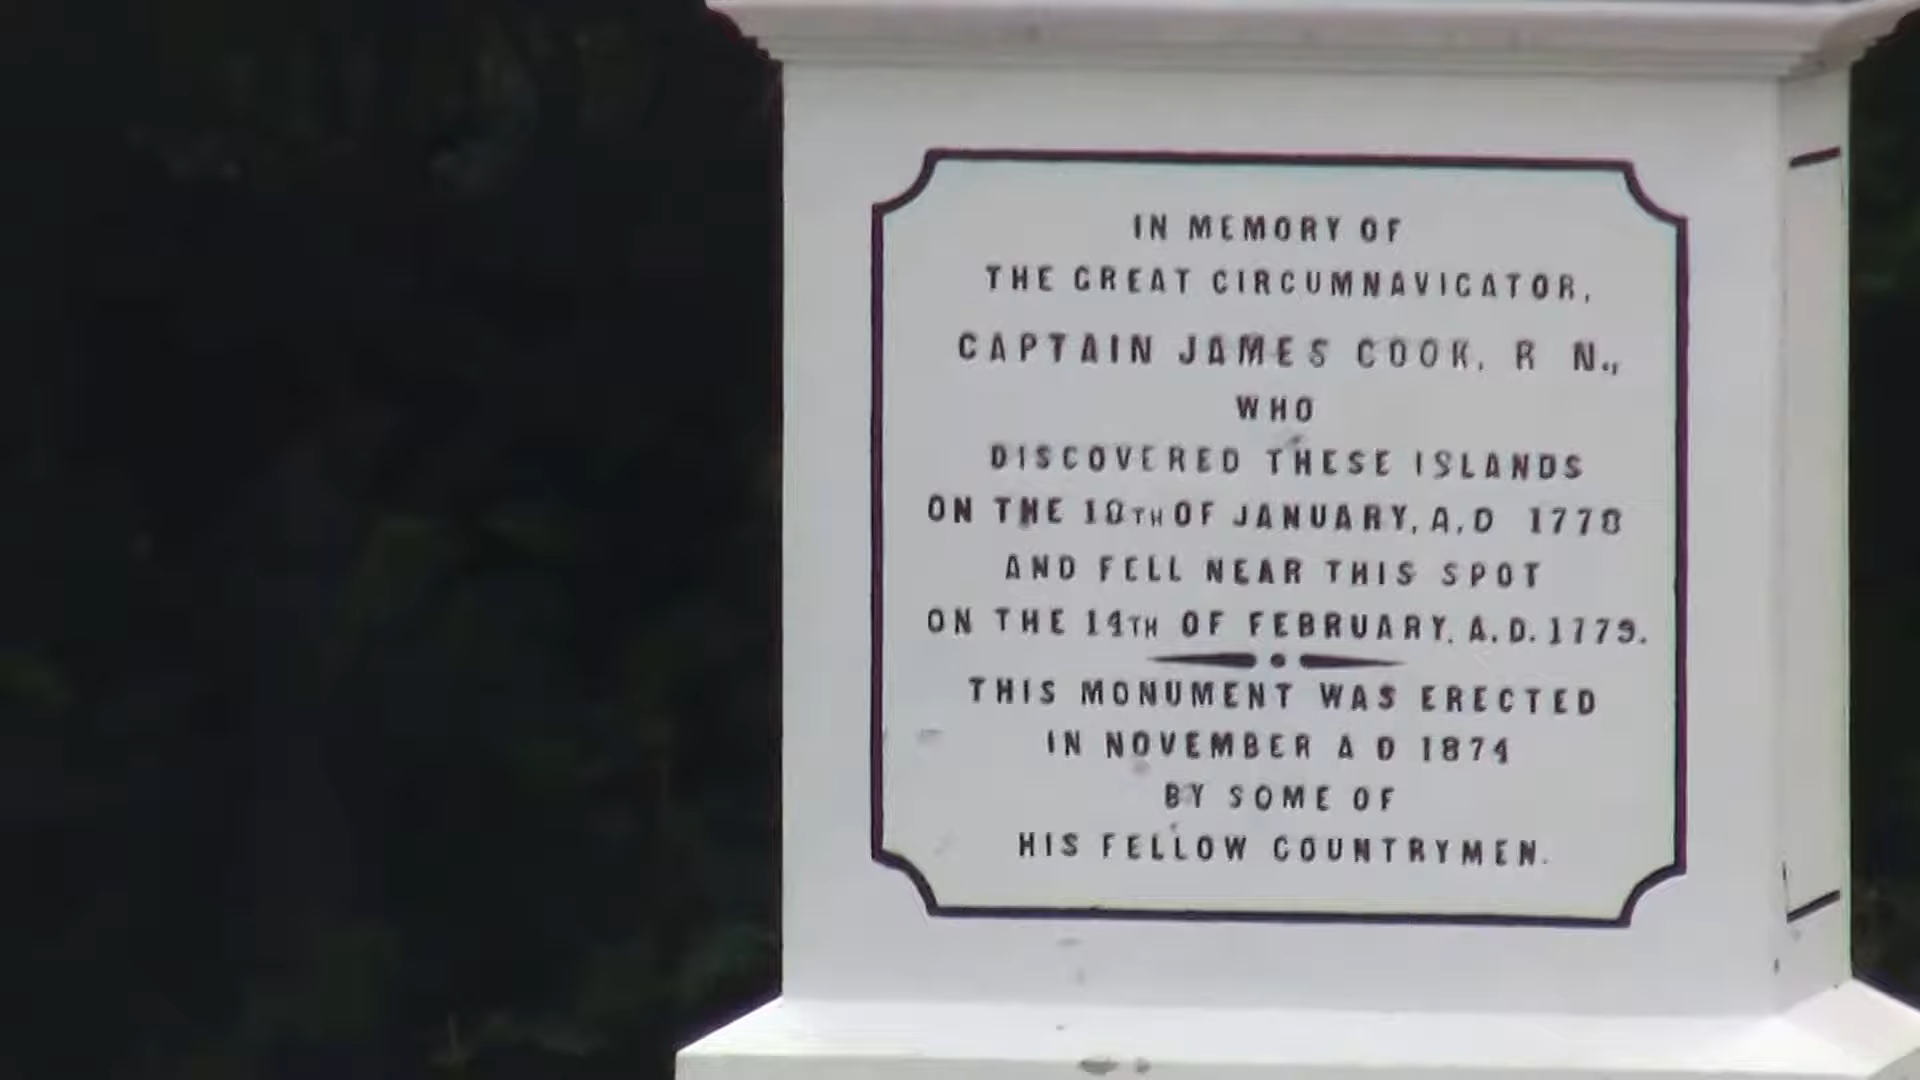 IN MEMORY OF
THE GREAT CIRCUMNAVIGATOR,
CAPTAIN JAMES COOK, R N.,
WHO
DISCOVERED THESE ISLANDS
ON THE 18TH OF JANUARY, A.D 1778
AND FELL NEAR THIS SPOT
ON THE 14TH OF FEBRUARY, A.D. 1779.
THIS MONUMENT WAS ERECTED
IN NOVEMBER A D 1874
BY SOME OF
HIS FELLOW COUNTRYMEN.